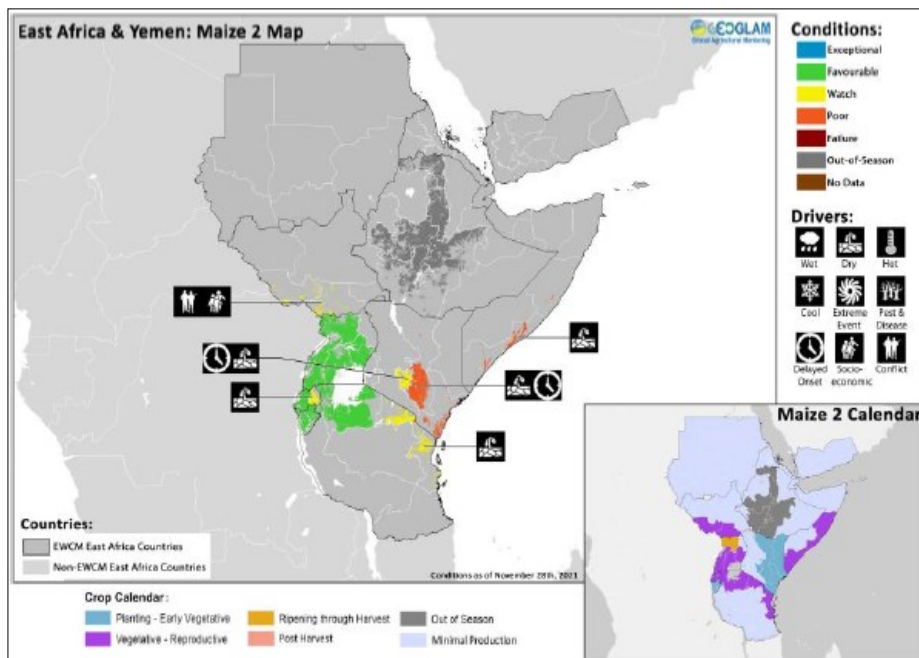 East Africa & Yemen: Maize 2 Map
GEOGLAM
Global Agricultural Monitoring
Conditions:
Exceptional
Favourable
Watch
Poor
Failure
Out-of-Season
No Data
Drivers:
Wet
Dry
Hot
Cool
Extreme
Event
Pest &
Disease
Delayed
Onset
Socio-
economic
Conflict
Maize 2 Calendar
Countries:
EWCM East Africa Countries
Non-EWCM East Africa Countries
Conditions as of November 28th, 2021
Crop Calendar:
Planting - Early Vegetative
Ripening through Harvest
Out of Season
Vegetative - Reproductive
Post Harvest
Minimal Production